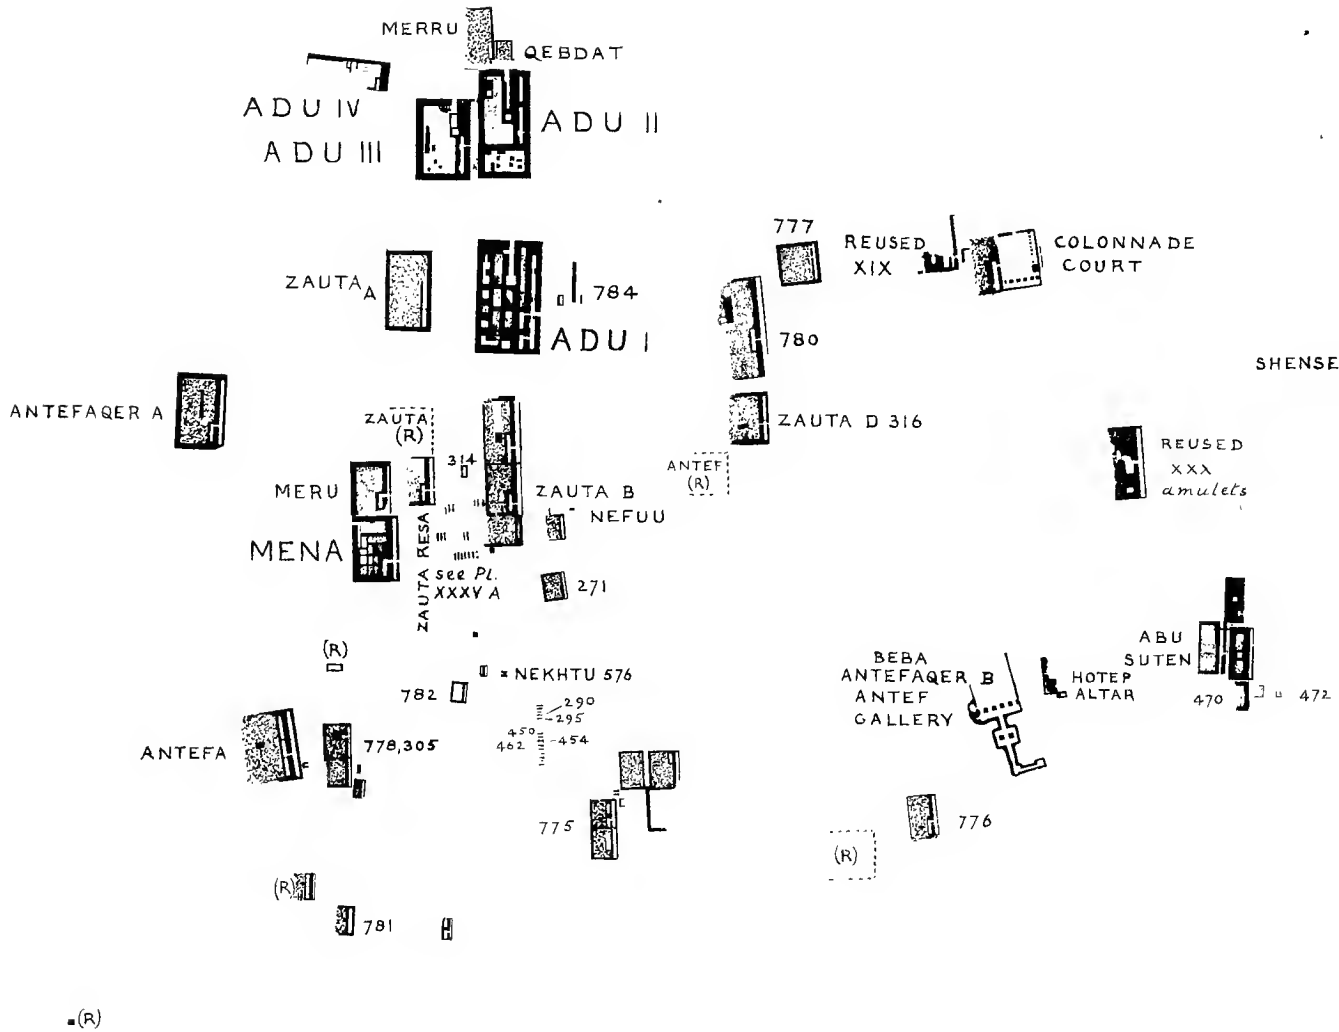 MERRU
QEBDAT
ADU IV
ADU III
ADU II
777
REUSED
XIX
COLONNADE
COURT
ZAUTA A
784
ADU I
780
SHENSE
ANTEFAQER A
ZAUTA
(R)
314
ZAUTA D 316
ANTEF
(R)
REUSED
XXX
amulets
MERU
ZAUTA B
NEFUU
MENA
ZAUTA RESA
see Pl.
XXXV A
271
(R)
NEKHTU 576
782
290
295
450
462
454
BEBA
ANTEFAQER B
ANTEF
GALLERY
HOTEP
ALTAR
ABU
SUTEN
470
472
ANTEFA
778,305
775
776
(R)
(R)
781
(R)